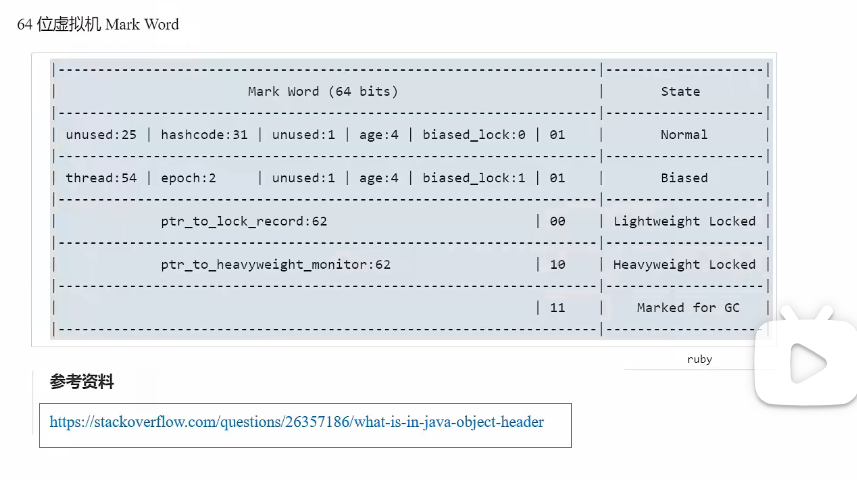 64 位虚拟机 Mark Word
|--------------------------------------------------------------------|--------------------|
| Mark Word (64 bits) | State |
|--------------------------------------------------------------------|--------------------|
| unused:25 | hashcode:31 | unused:1 | age:4 | biased_lock:0 | 01 | Normal |
|--------------------------------------------------------------------|--------------------|
| thread:54 | epoch:2 | unused:1 | age:4 | biased_lock:1 | 01 | Biased |
|--------------------------------------------------------------------|--------------------|
| ptr_to_lock_record:62 | 00 | Lightweight Locked |
|--------------------------------------------------------------------|--------------------|
| ptr_to_heavyweight_monitor:62 | 10 | Heavyweight Locked |
|--------------------------------------------------------------------|--------------------|
| | 11 | Marked for GC |
|--------------------------------------------------------------------|--------------------|
ruby
参考资料
https://stackoverflow.com/questions/26357186/what-is-in-java-object-header